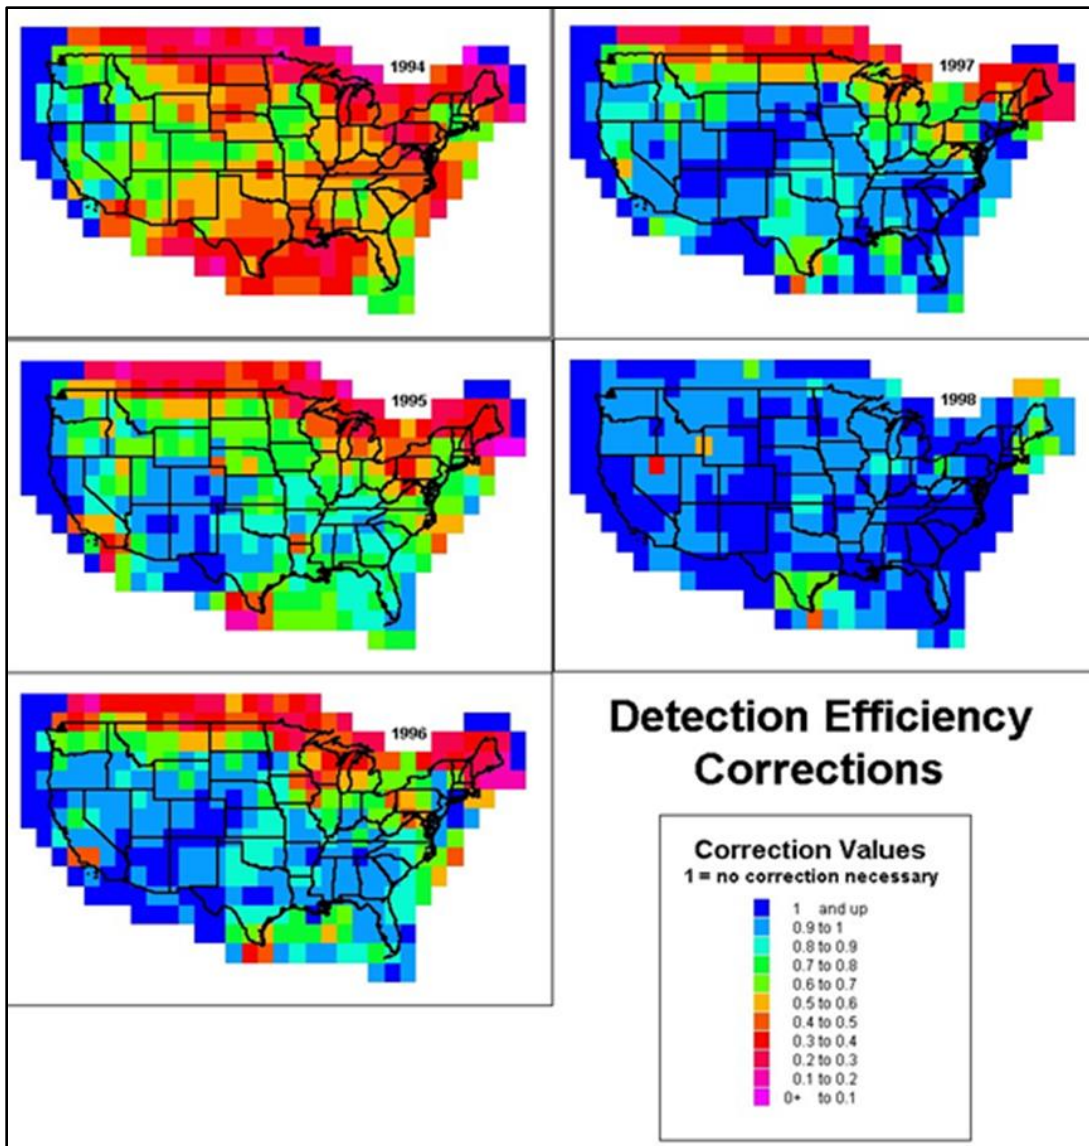 1994
1997
1995
1998
1996
Detection Efficiency
Corrections
Correction Values
1 = no correction necessary
1 and up
0.9 to 1
0.8 to 0.9
0.7 to 0.8
0.6 to 0.7
0.5 to 0.6
0.4 to 0.5
0.3 to 0.4
0.2 to 0.3
0.1 to 0.2
0+ to 0.1